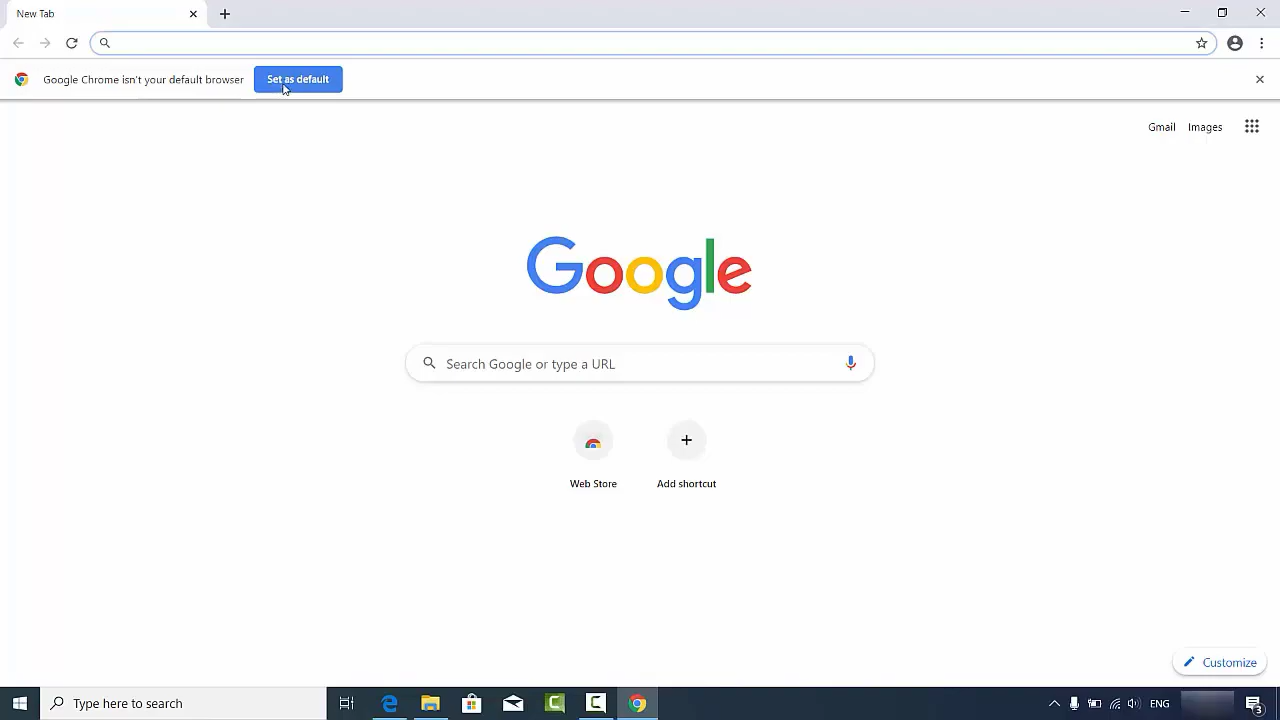 New Tab
Google Chrome isn't your default browser
Set as default
Gmail
Images
Google
Search Google or type a URL
Web Store
Add shortcut
Customize
Type here to search
ENG
3